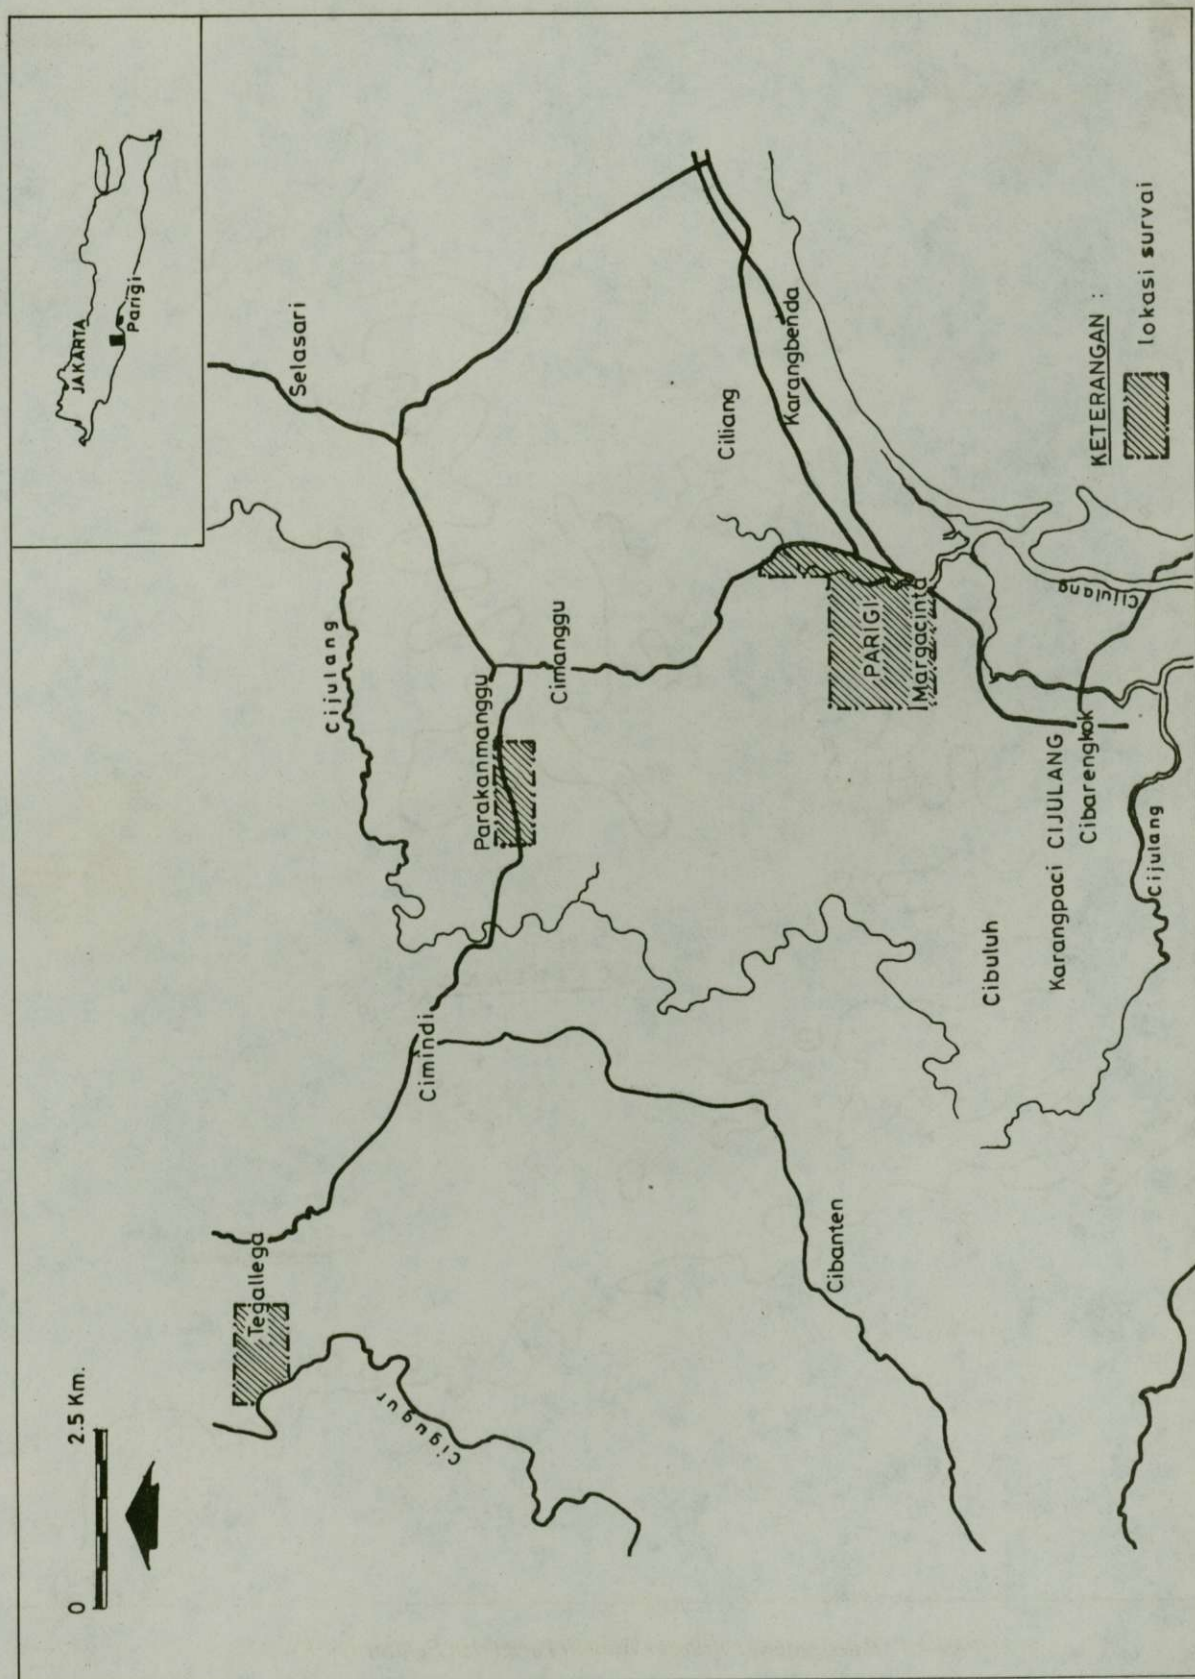 0 2.5 Km.
JAKARTA
Parigi
Tegallega
Cigugur
Cimindi
Cibanten
Cijulang
Selasari
Parakanmanggu
Cimanggu
Ciliang
Karangbenda
PARIGI
Margacinta
Cijulang
Cibuluh
Karangpaci CIJULANG
Cibarengkok
Cijulang
KETERANGAN :
lokasi survai